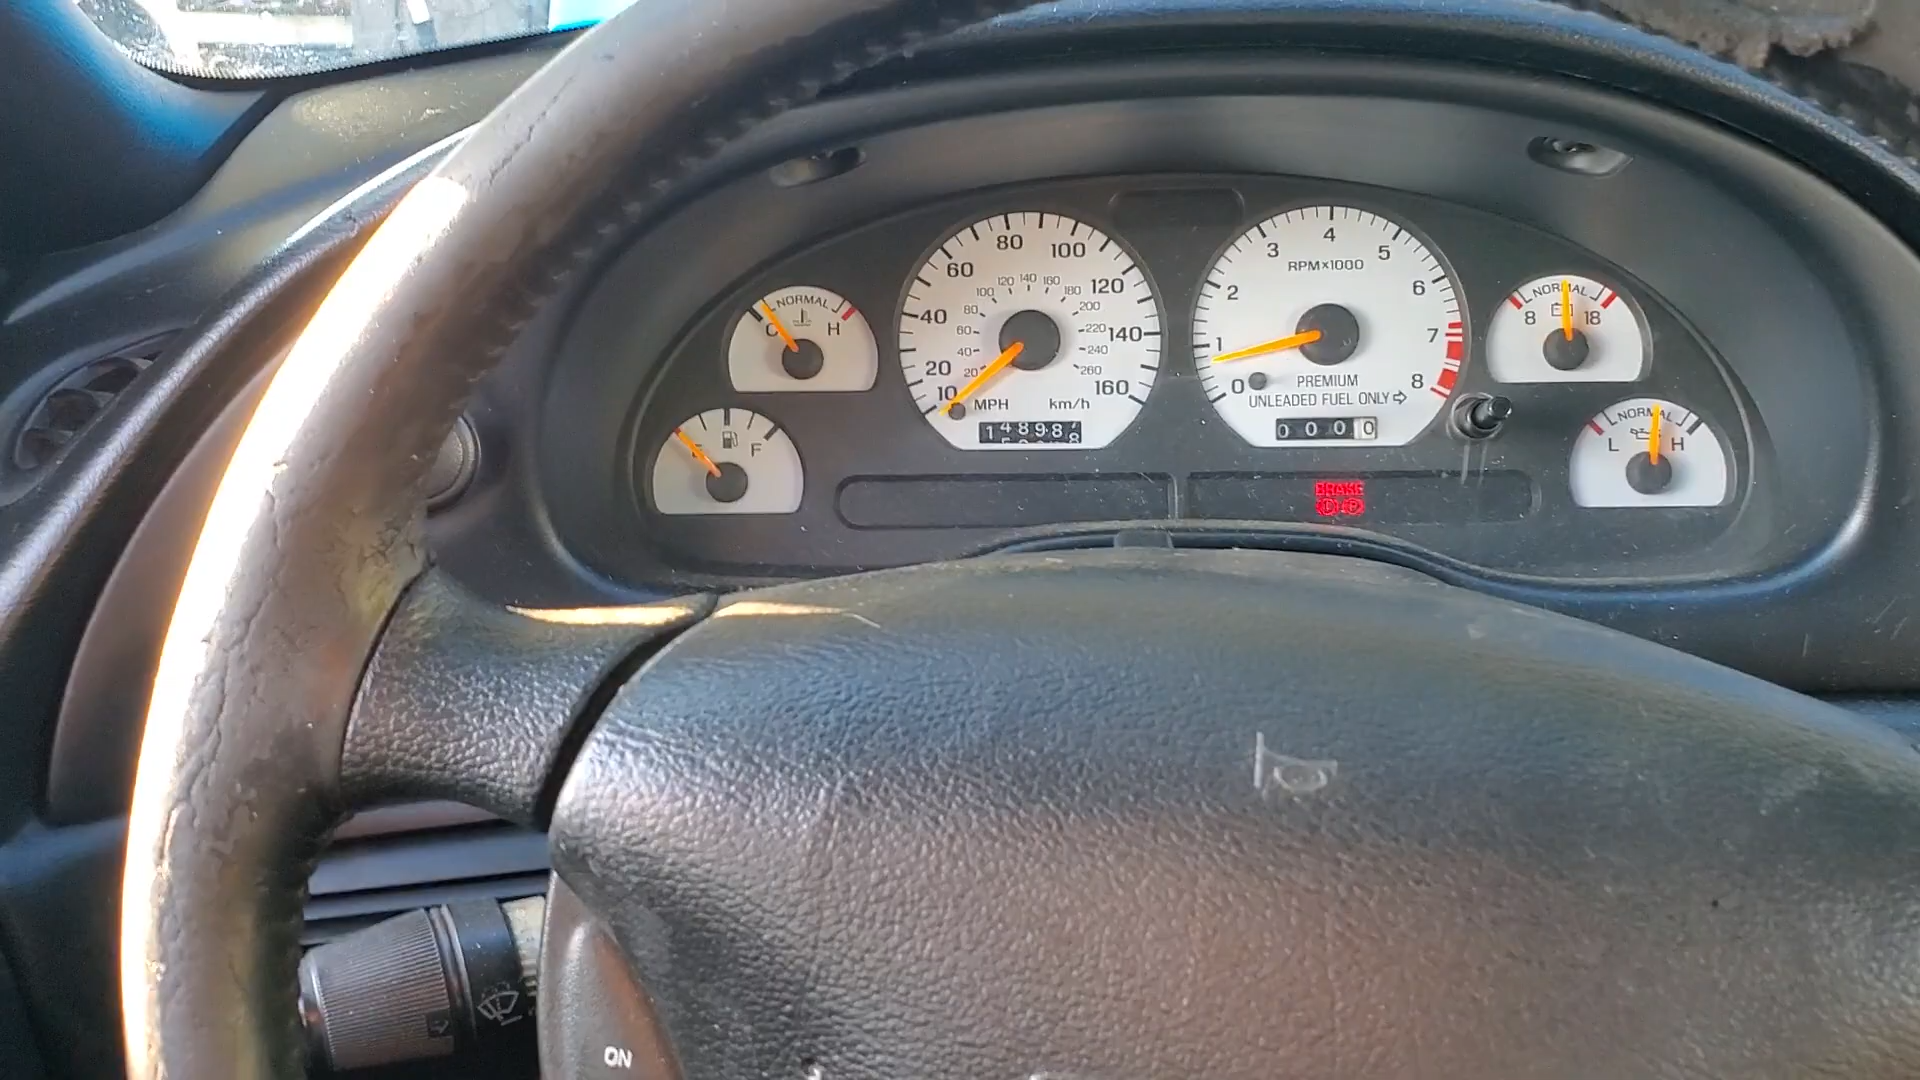 NORMAL
C H
F
80 100
60 120
40 140
20 160
10
100 120 140 160 180
80 200
60 220
40 240
20 260
MPH km/h
3 4 5
RPM×1000
2 6
1 7
0 8
PREMIUM
UNLEADED FUEL ONLY
0 0 0 0
NORMAL
8 18
NORMAL
L H
BRAKE
ON